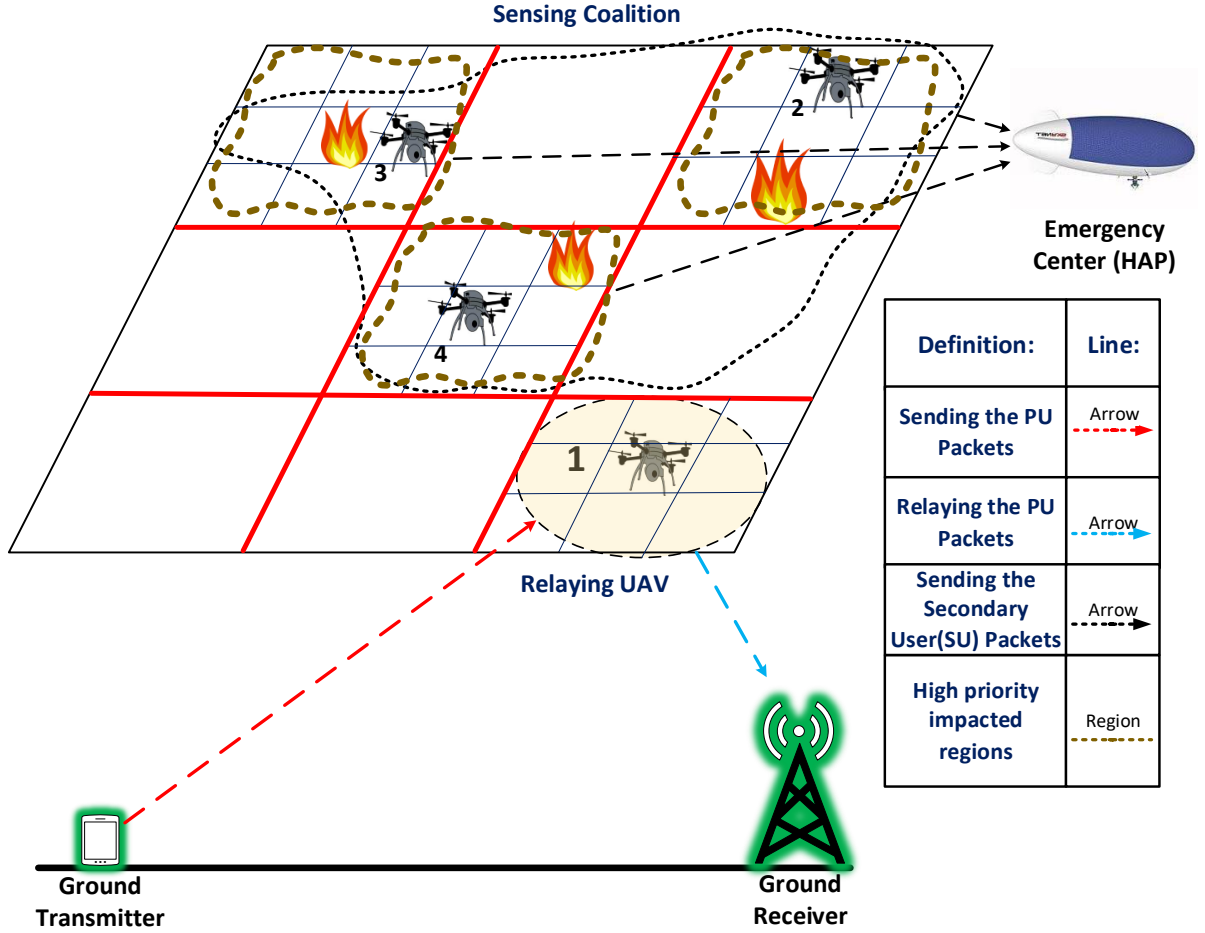 Sensing Coalition
2
3
4
1
Relaying UAV
Emergency
Center (HAP)
Definition:
Line:
Sending the PU
Packets
Arrow
Relaying the PU
Packets
Arrow
Sending the
Secondary
User(SU) Packets
Arrow
High priority
impacted
regions
Region
Ground
Transmitter
Ground
Receiver